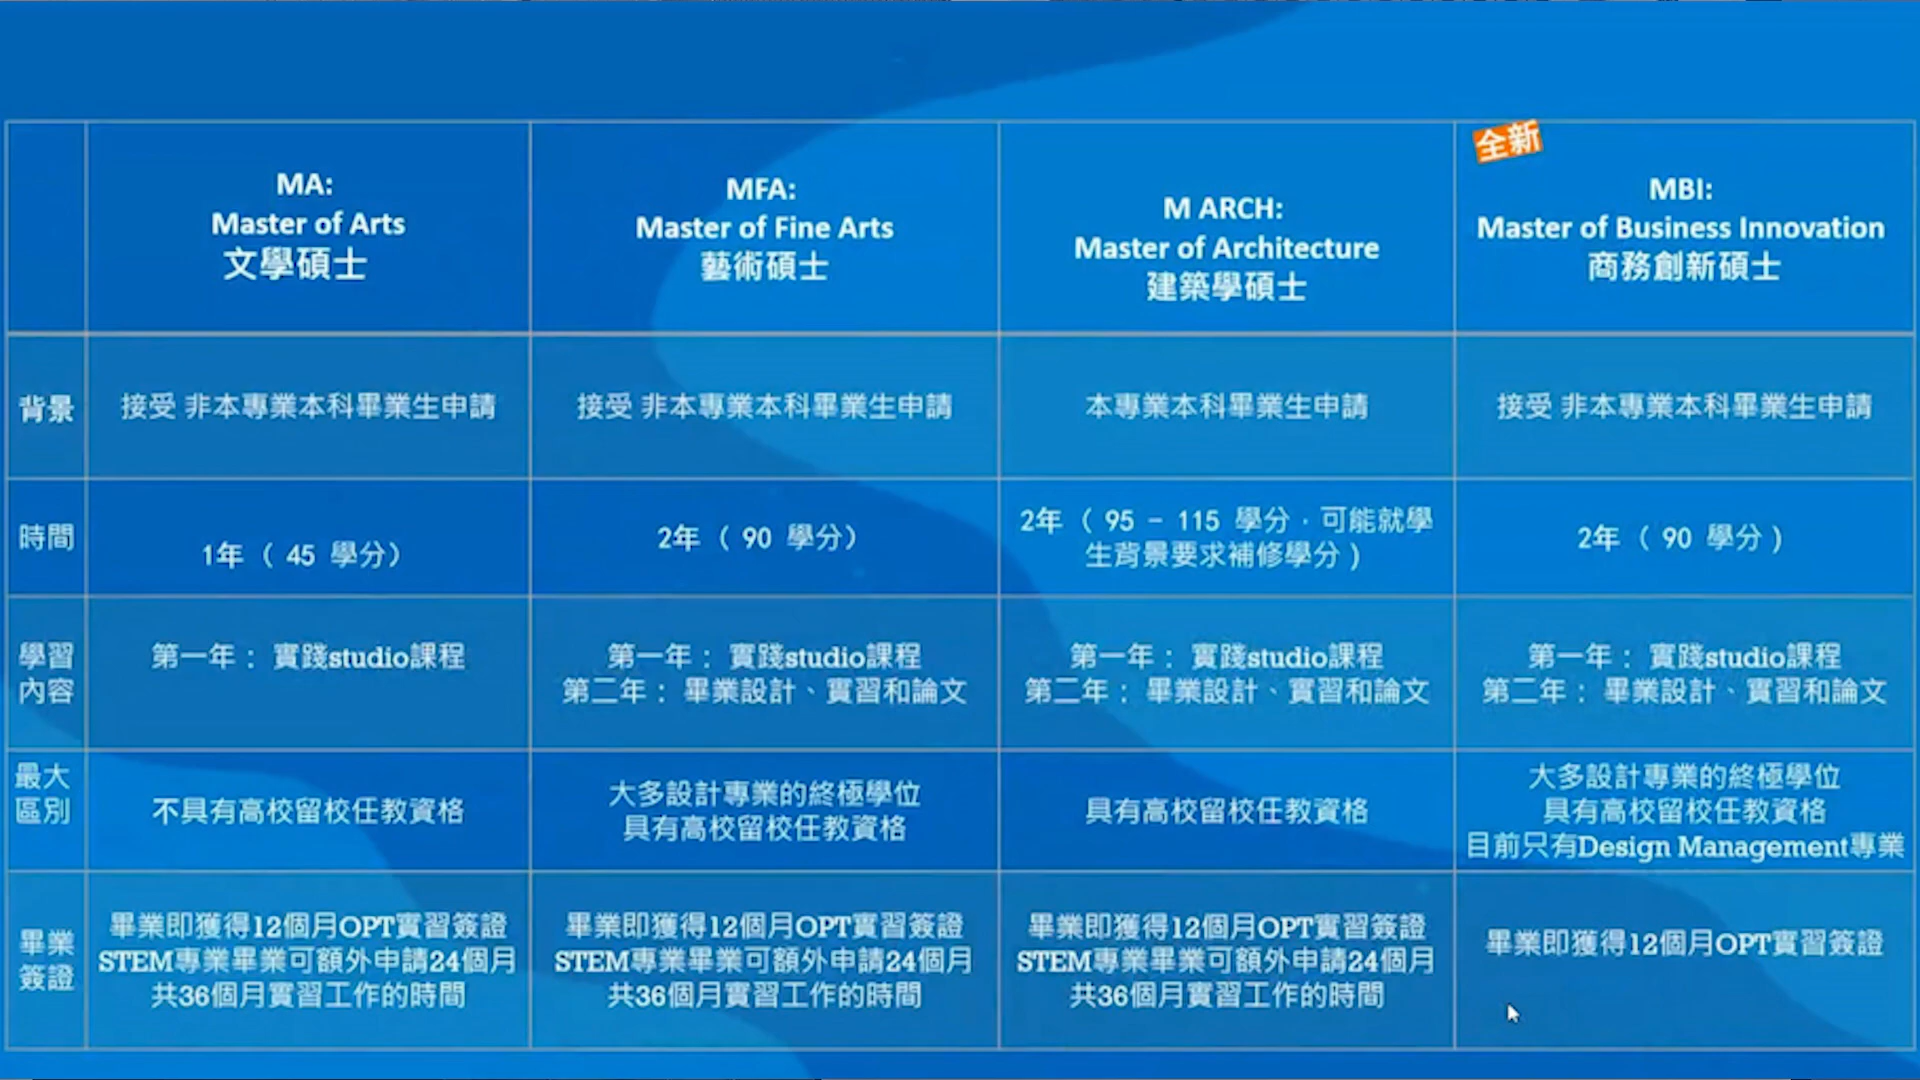 全新
MA:
Master of Arts
文學碩士
MFA:
Master of Fine Arts
藝術碩士
M ARCH:
Master of Architecture
建築學碩士
MBI:
Master of Business Innovation
商務創新碩士
背景
接受 非本專業本科畢業生申請
接受 非本專業本科畢業生申請
本專業本科畢業生申請
接受 非本專業本科畢業生申請
時間
1年 ( 45 學分)
2年 ( 90 學分)
2年 ( 95 - 115 學分，可能就學
生背景要求補修學分 )
2年 ( 90 學分 )
學習
內容
第一年： 實踐studio課程
第一年： 實踐studio課程
第二年： 畢業設計、實習和論文
第一年： 實踐studio課程
第二年： 畢業設計、實習和論文
第一年： 實踐studio課程
第二年： 畢業設計、實習和論文
最大
區別
不具有高校留校任教資格
大多設計專業的終極學位
具有高校留校任教資格
具有高校留校任教資格
大多設計專業的終極學位
具有高校留校任教資格
目前只有Design Management專業
畢業
簽證
畢業即獲得12個月OPT實習簽證
STEM專業畢業可額外申請24個月
共36個月實習工作的時間
畢業即獲得12個月OPT實習簽證
STEM專業畢業可額外申請24個月
共36個月實習工作的時間
畢業即獲得12個月OPT實習簽證
STEM專業畢業可額外申請24個月
共36個月實習工作的時間
畢業即獲得12個月OPT實習簽證